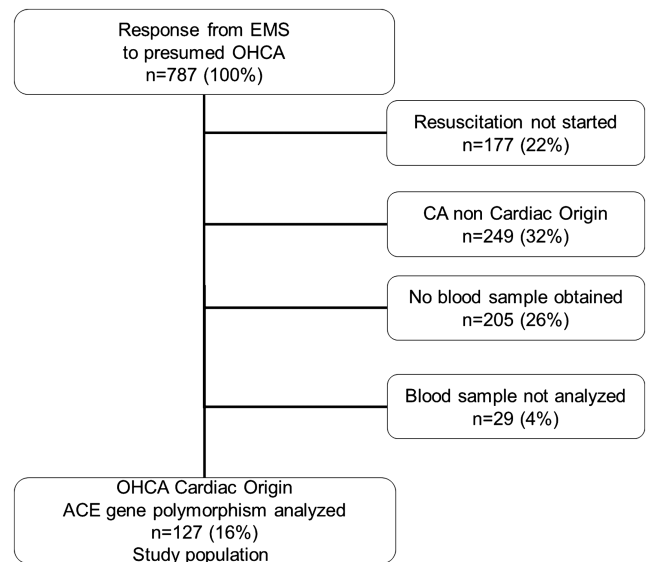 Response from EMS
to presumed OHCA
n=787 (100%)
Resuscitation not started
n=177 (22%)
CA non Cardiac Origin
n=249 (32%)
No blood sample obtained
n=205 (26%)
Blood sample not analyzed
n=29 (4%)
OHCA Cardiac Origin
ACE gene polymorphism analyzed
n=127 (16%)
Study population